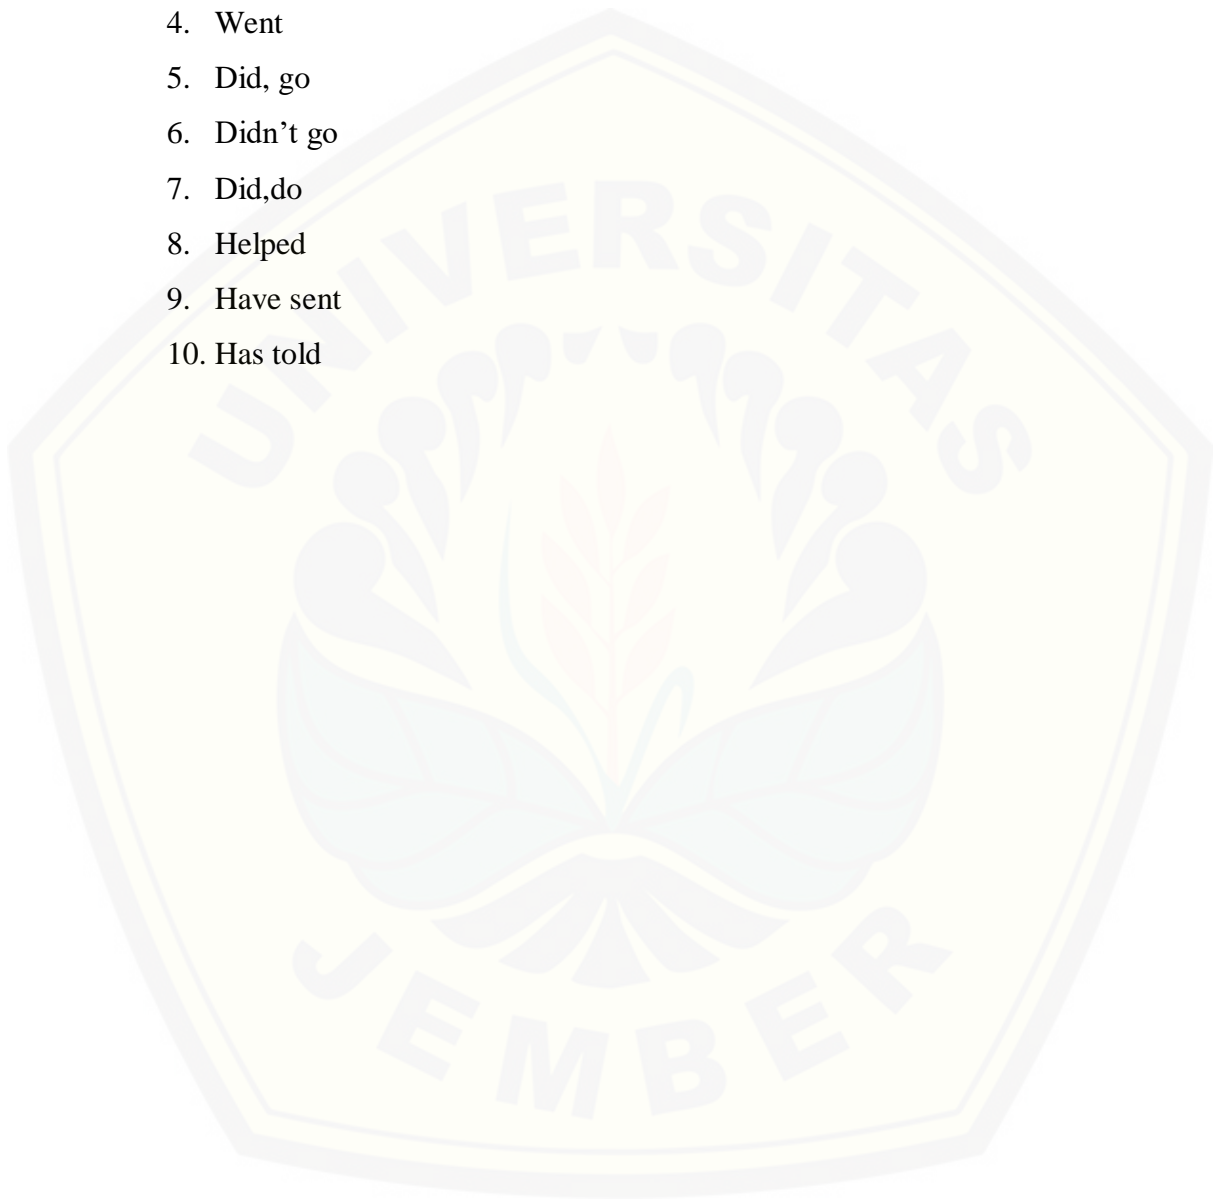 4. Went
5. Did, go
6. Didn’t go
7. Did,do
8. Helped
9. Have sent
10. Has told
UNIVERSITAS
JEMBER